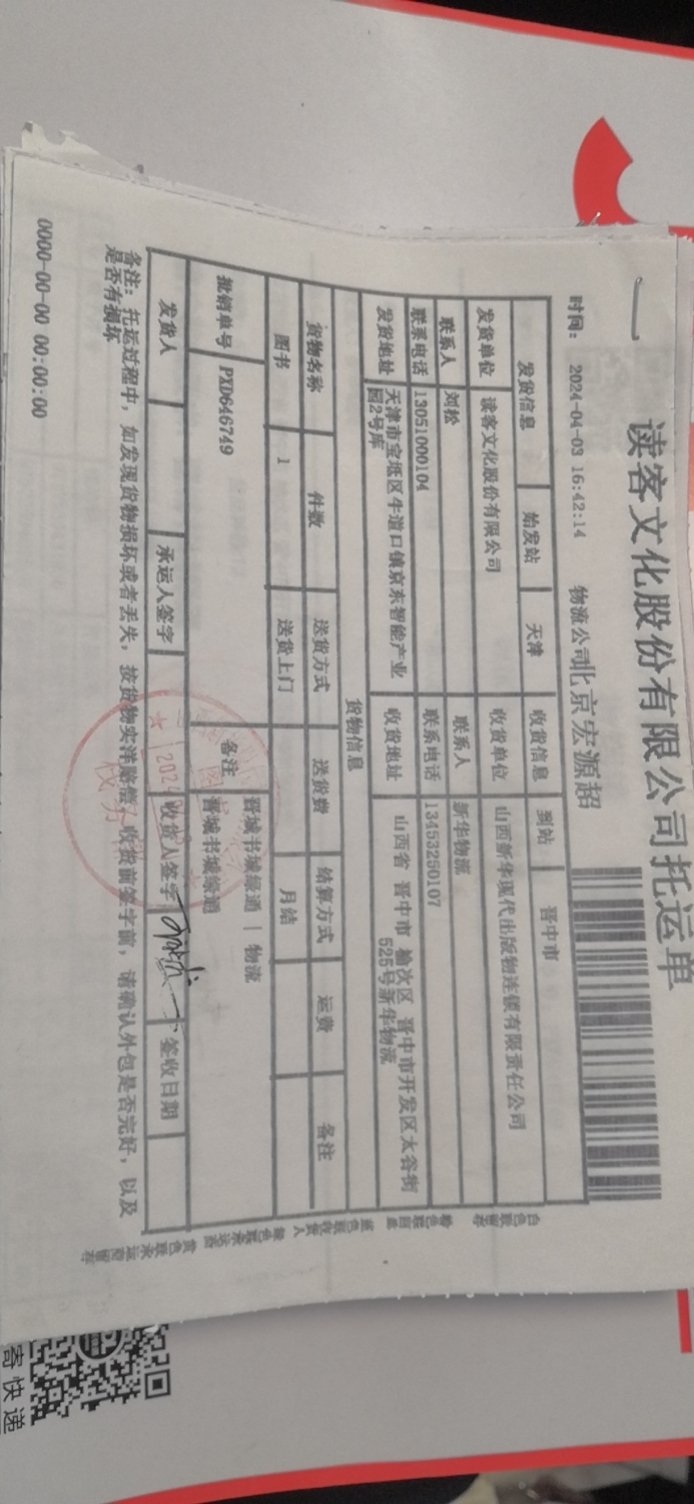 读客文化股份有限公司托运单
时间: 2024-04-03 16:42:14 物流公司北京宏源超
发货信息 始发站 天津 收货信息 到站 晋中市
发货单位 读客文化股份有限公司 收货单位 山西新华现代出版物连锁有限责任公司
联系人 刘松 联系人 新华物流
联系电话 13051000104 联系电话 13453250107
发货地址 天津市宝坻区牛道口镇京东智能产业 收货地址 山西省 晋中市 榆次区 晋中市开发区太谷街
园2号库 525号新华物流
货物信息
货物名称 件数 送货方式 送货费 结算方式 运费 备注
图书 1 送货上门 月结
批销单号 PXD646749 备注 晋城书城绿通 | 物流
晋城书城绿通
发货人 承运人签字 收货人签字 签收日期
备注: 托运过程中, 如发现货物损坏或者丢失, 按货物实洋赔偿, 收货前签字前, 请确认外包是否完好, 以及
是否有损坏
0000-00-00 00:00:00
寄快递